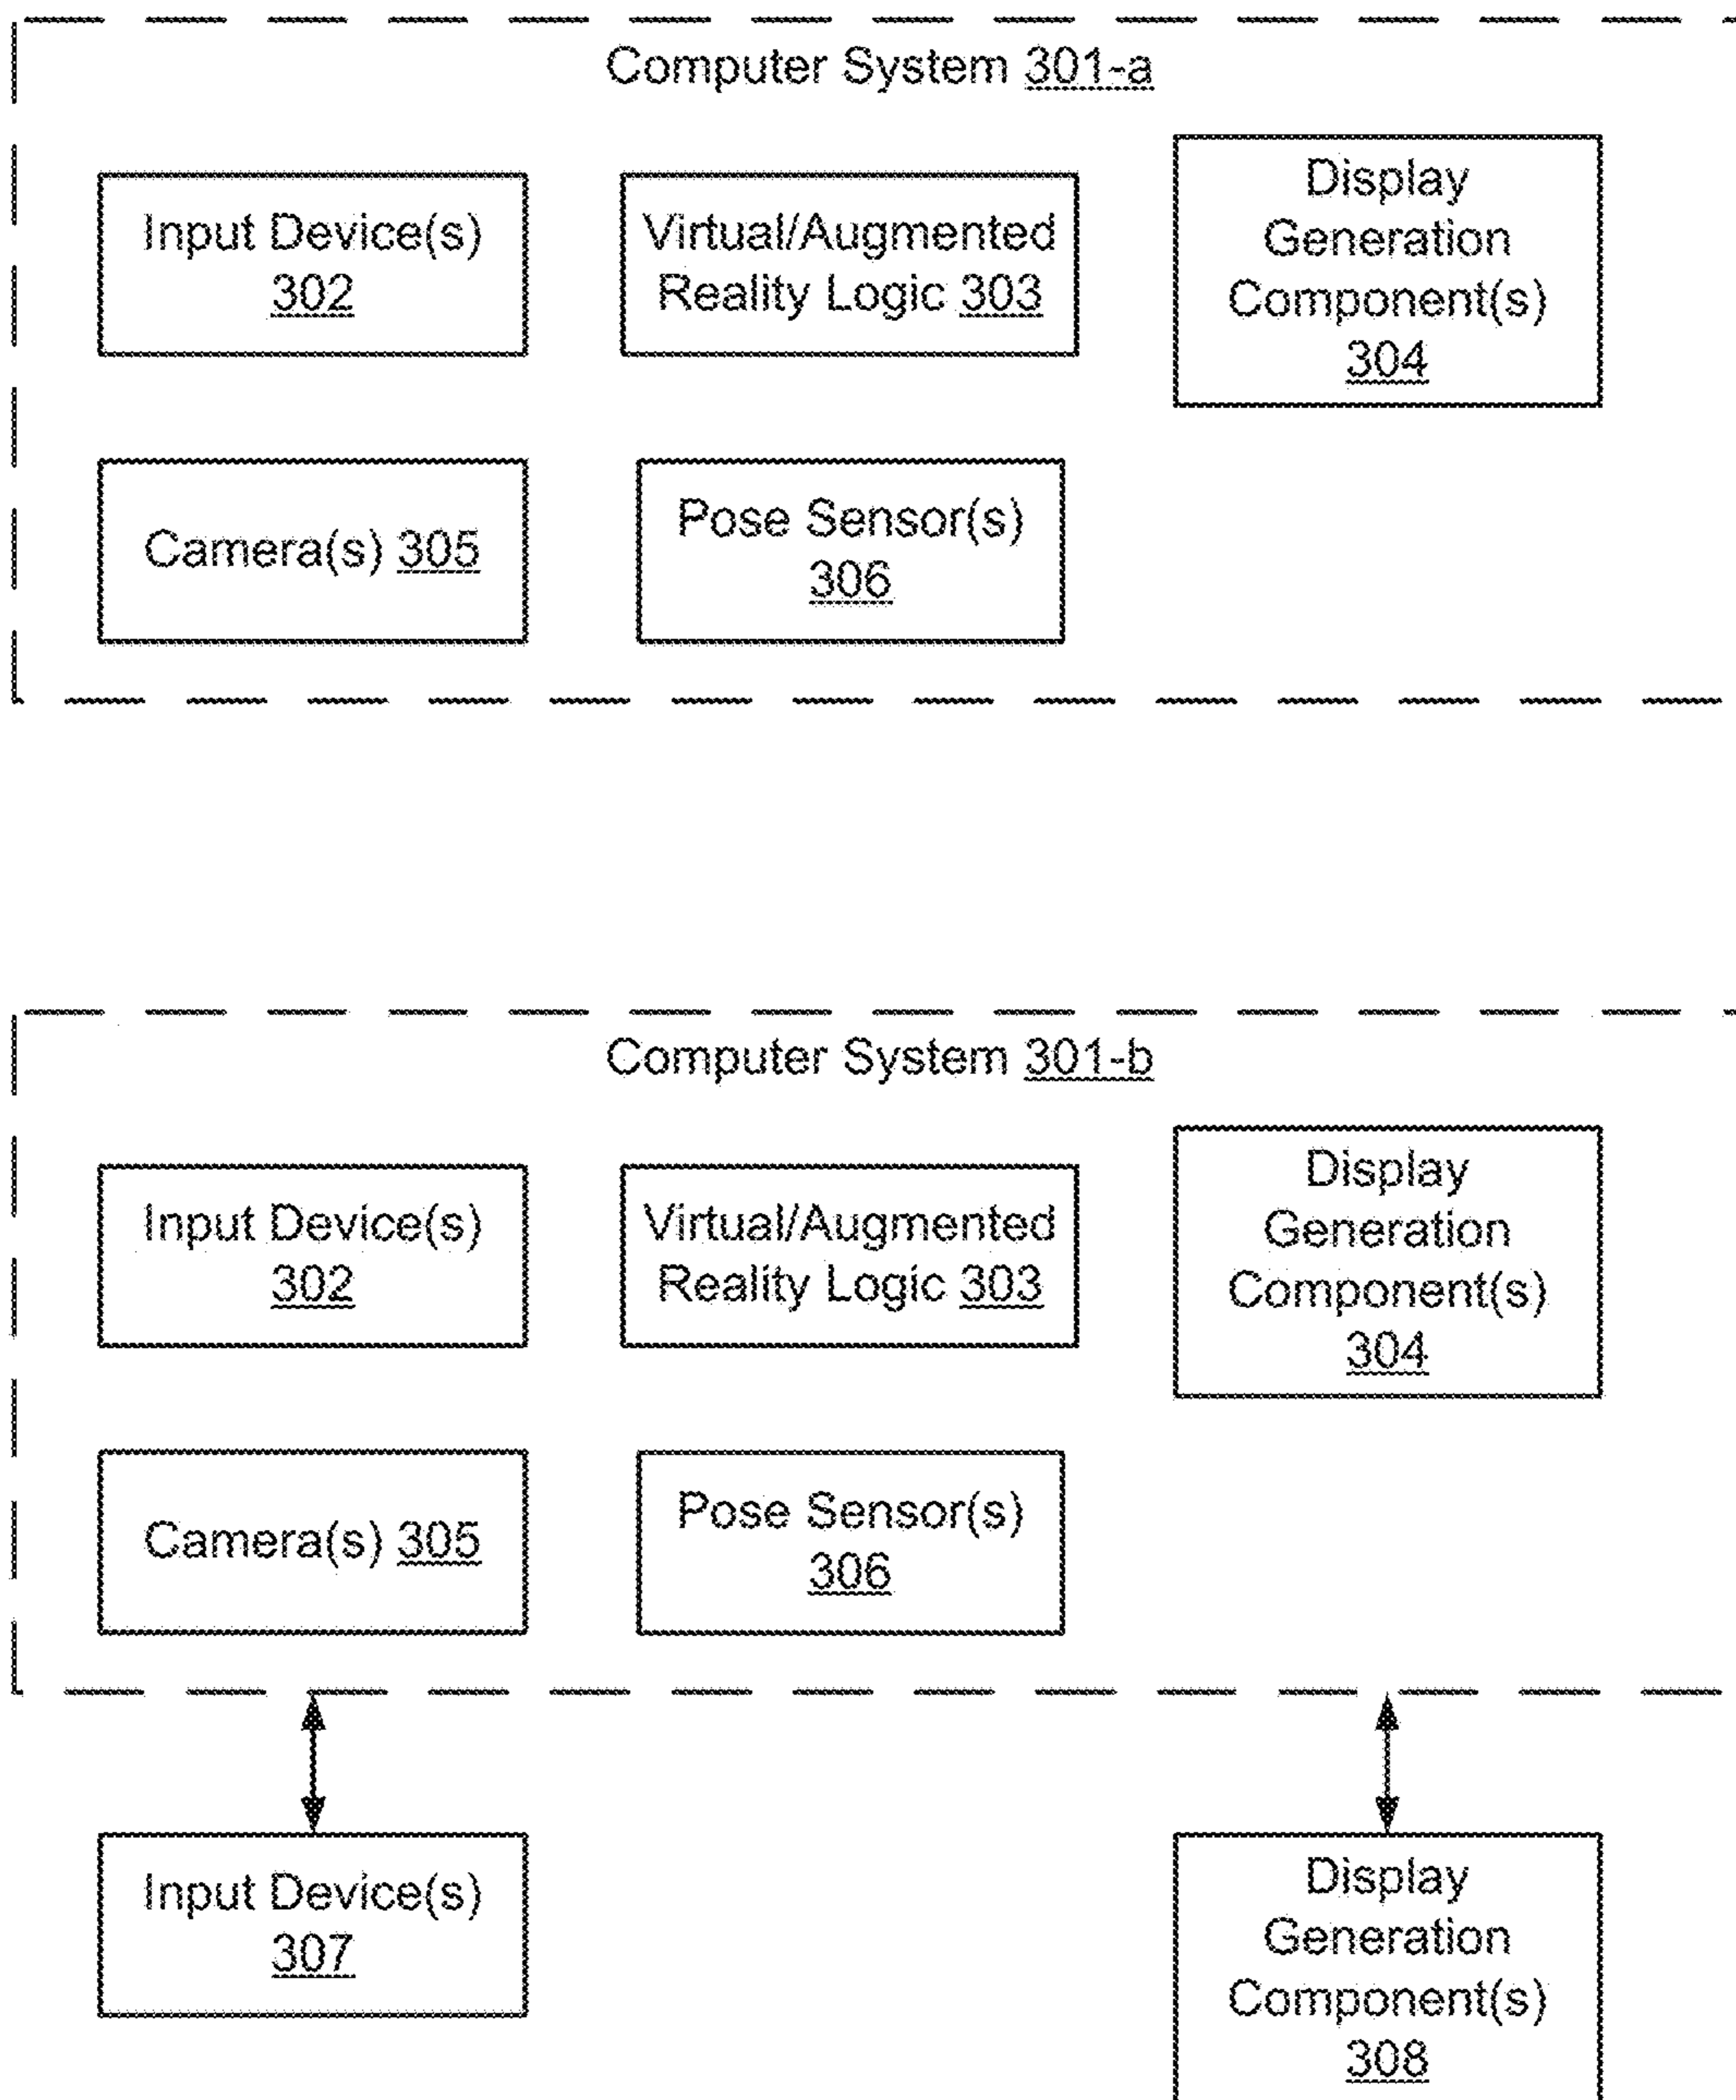 Computer System 301-a
Input Device(s)
302
Virtual/Augmented
Reality Logic 303
Display
Generation
Component(s)
304
Camera(s) 305
Pose Sensor(s)
306
Computer System 301-b
Input Device(s)
302
Virtual/Augmented
Reality Logic 303
Display
Generation
Component(s)
304
Camera(s) 305
Pose Sensor(s)
306
Input Device(s)
307
Display
Generation
Component(s)
308